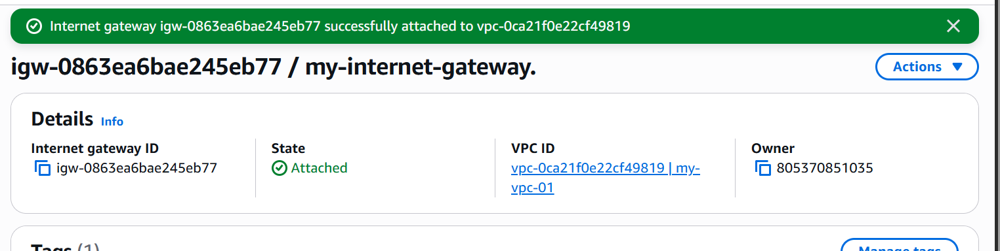 Internet gateway igw-0863ea6bae245eb77 successfully attached to vpc-0ca21f0e22cf49819
igw-0863ea6bae245eb77 / my-internet-gateway.
Actions
Details Info
Internet gateway ID
igw-0863ea6bae245eb77
State
Attached
VPC ID
vpc-0ca21f0e22cf49819 | my-
vpc-01
Owner
805370851035
Tags (1)
Manage tags